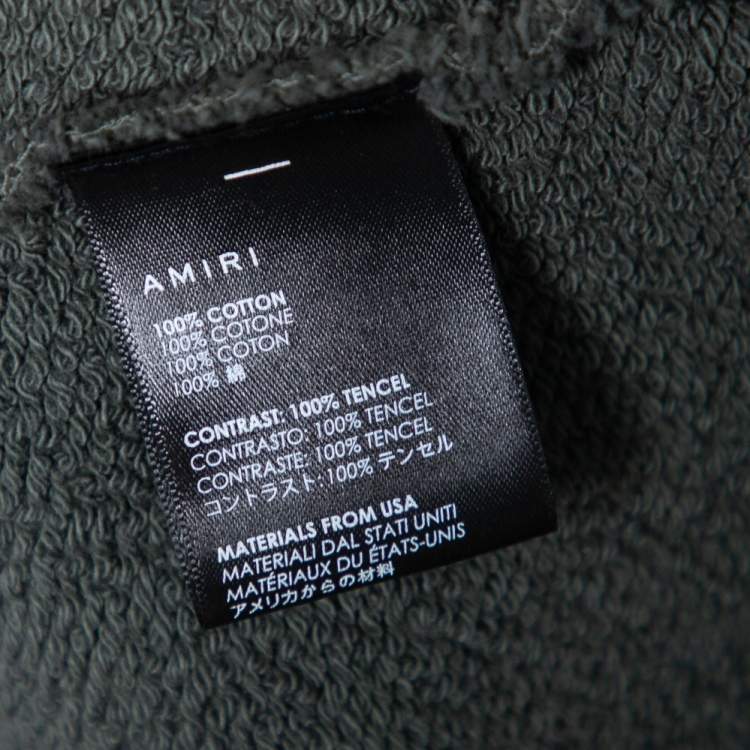 AMIRI
100% COTTON
100% COTONE
100% COTON
100% 綿
CONTRAST: 100% TENCEL
CONTRASTO: 100% TENCEL
CONTRASTE: 100% TENCEL
コントラスト: 100% テンセル
MATERIALS FROM USA
MATERIALI DAL STATI UNITI
MATÉRIAUX DU ÉTATS-UNIS
アメリカからの材料